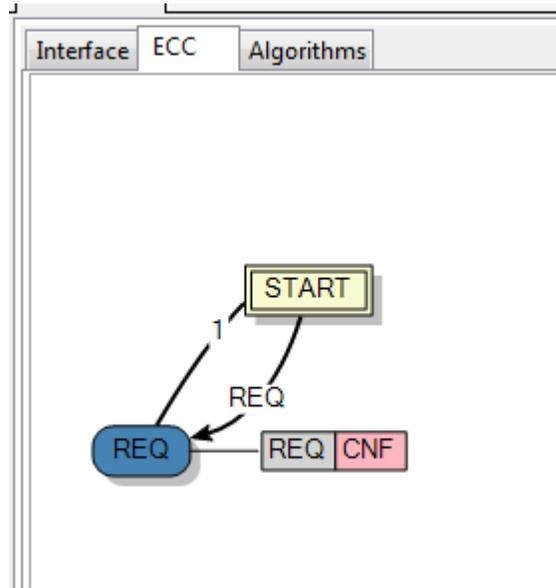 Interface ECC Algorithms
START
1
REQ
REQ REQ CNF